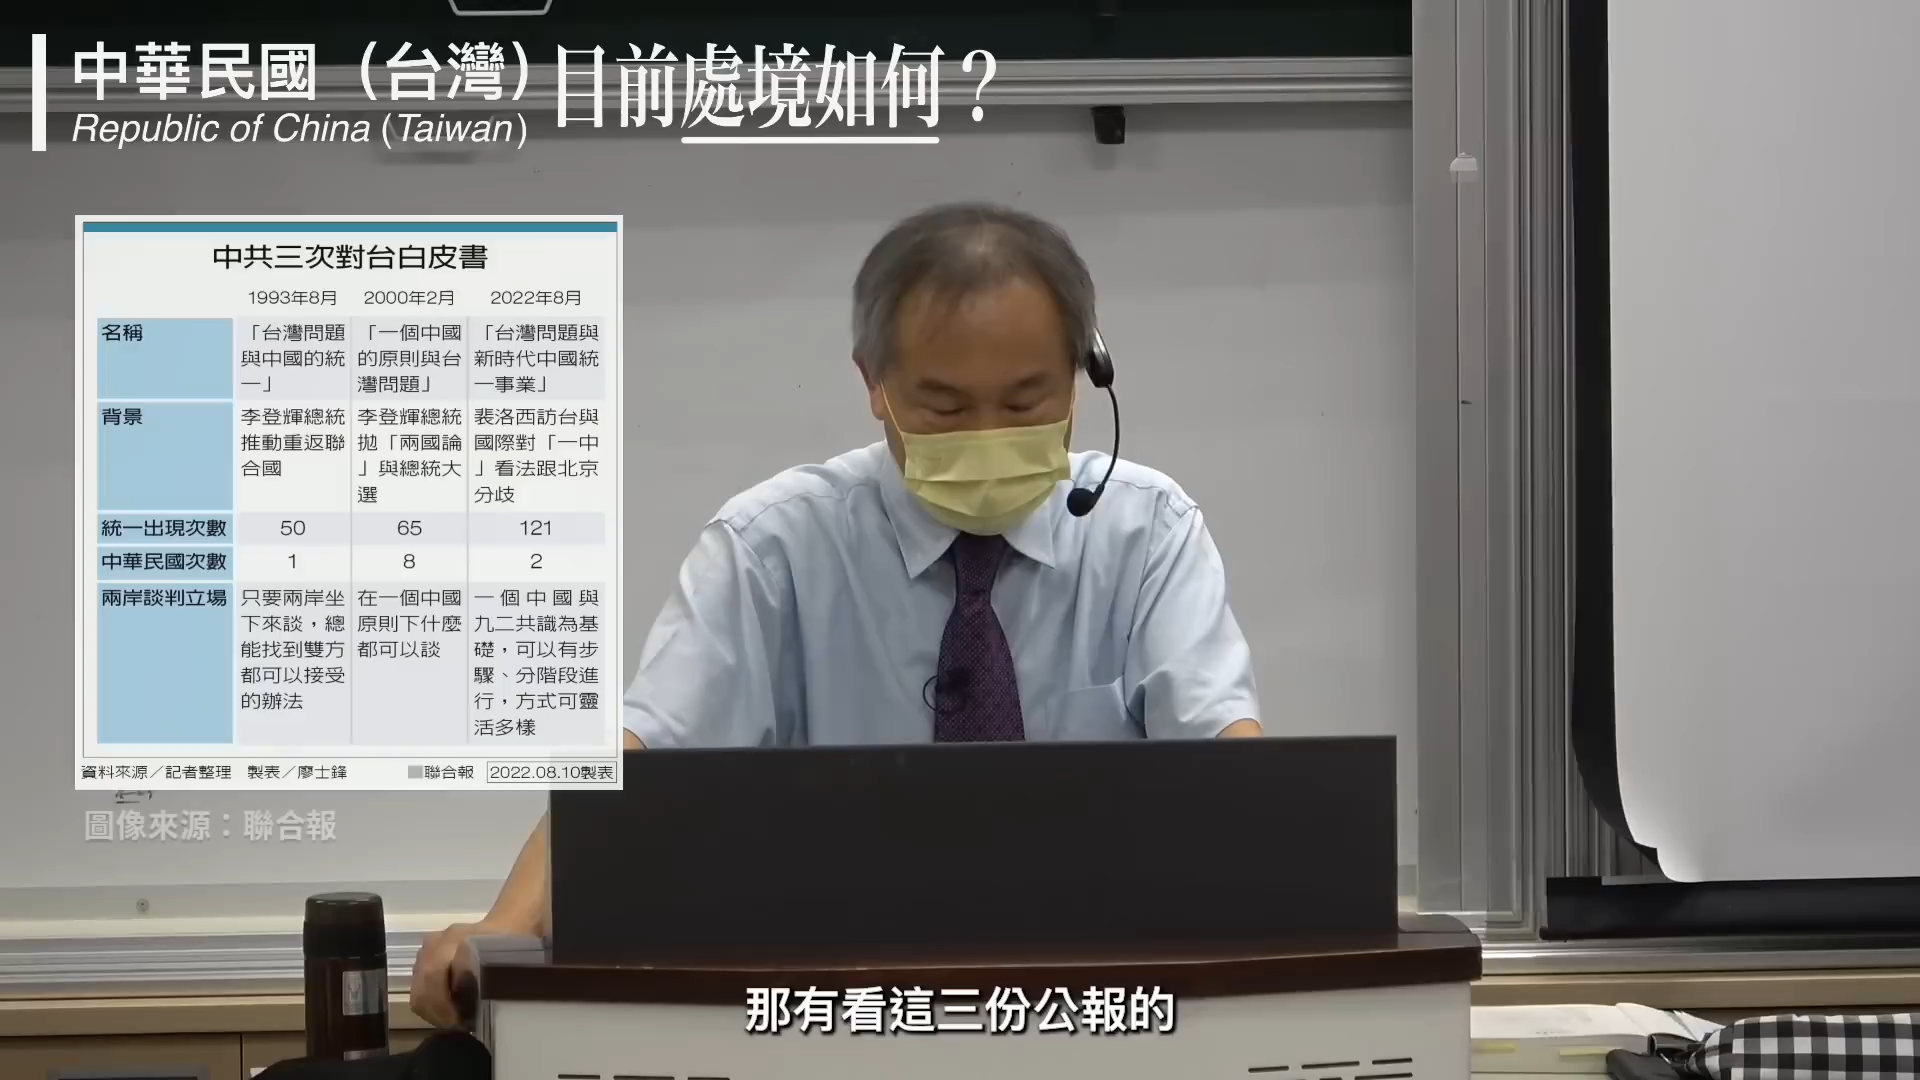 中華民國（台灣）目前處境如何？
Republic of China (Taiwan)
中共三次對台白皮書
1993年8月 2000年2月 2022年8月
名稱
「台灣問題
與中國的統
一」
「一個中國
的原則與台
灣問題」
「台灣問題與
新時代中國統
一事業」
背景
李登輝總統
推動重返聯
合國
李登輝總統
拋「兩國論
」與總統大
選
裴洛西訪台與
國際對「一中
」看法跟北京
分歧
統一出現次數 50 65 121
中華民國次數 1 8 2
兩岸談判立場
只要兩岸坐
下來談，總
能找到雙方
都可以接受
的辦法
在一個中國
原則下什麼
都可以談
一個中國與
九二共識為基
礎，可以有步
驟、分階段進
行，方式可靈
活多樣
資料來源／記者整理 製表／廖士鋒 聯合報 2022.08.10製表
圖像來源：聯合報
那有看這三份公報的